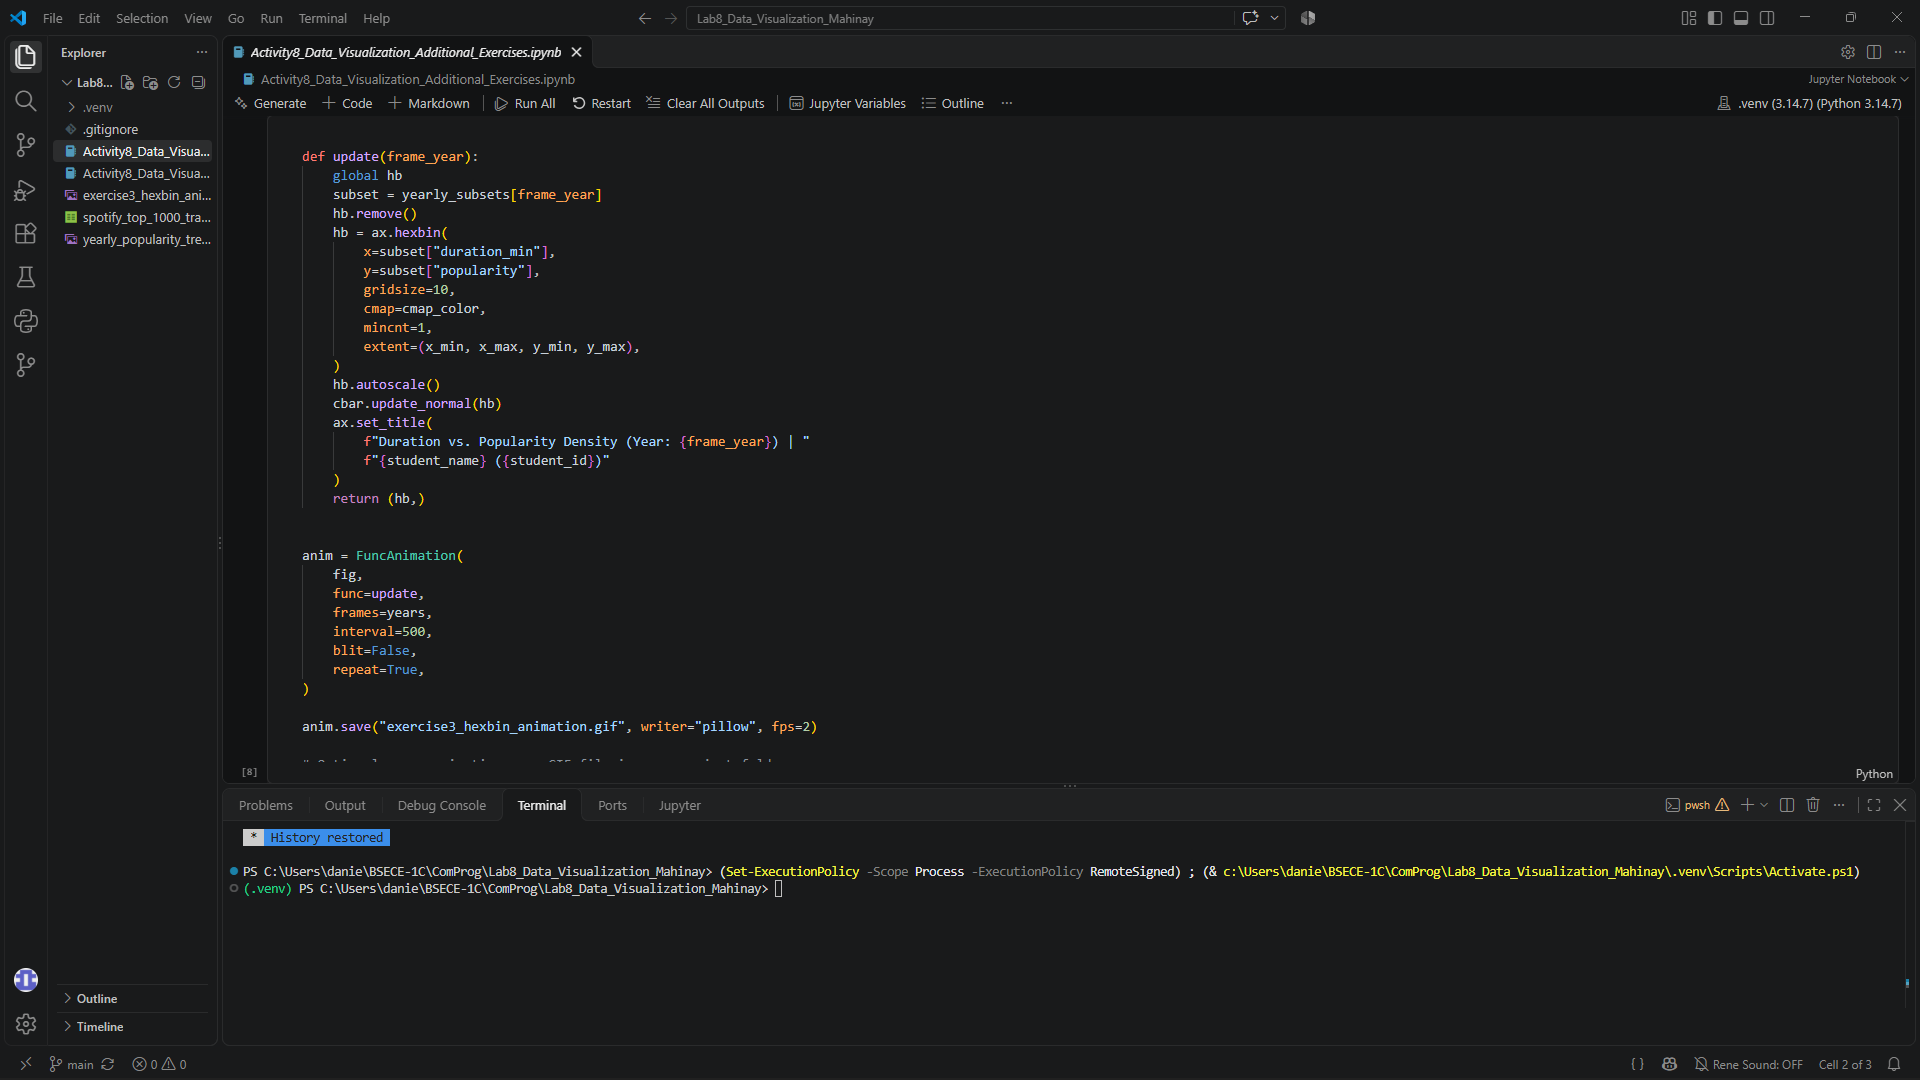 File Edit Selection View Go Run Terminal Help
Lab8_Data_Visualization_Mahinay
Explorer
Lab8...
.venv
.gitignore
Activity8_Data_Visua...
Activity8_Data_Visua...
exercise3_hexbin_ani...
spotify_top_1000_tra...
yearly_popularity_tre...
Outline
Timeline
Activity8_Data_Visualization_Additional_Exercises.ipynb
Activity8_Data_Visualization_Additional_Exercises.ipynb
Jupyter Notebook
Generate + Code + Markdown Run All Restart Clear All Outputs Jupyter Variables Outline ...
.venv (3.14.7) (Python 3.14.7)
def update(frame_year):
global hb
subset = yearly_subsets[frame_year]
hb.remove()
hb = ax.hexbin(
x=subset["duration_min"],
y=subset["popularity"],
gridsize=10,
cmap=cmap_color,
mincnt=1,
extent=(x_min, x_max, y_min, y_max),
)
hb.autoscale()
cbar.update_normal(hb)
ax.set_title(
f"Duration vs. Popularity Density (Year: {frame_year}) | "
f"{student_name} ({student_id})"
)
return (hb,)
anim = FuncAnimation(
fig,
func=update,
frames=years,
interval=500,
blit=False,
repeat=True,
)
anim.save("exercise3_hexbin_animation.gif", writer="pillow", fps=2)
[8]
Python
Problems Output Debug Console Terminal Ports Jupyter
pwsh
* History restored
PS C:\Users\danie\BSECE-1C\ComProg\Lab8_Data_Visualization_Mahinay> (Set-ExecutionPolicy -Scope Process -ExecutionPolicy RemoteSigned) ; (& c:\Users\danie\BSECE-1C\ComProg\Lab8_Data_Visualization_Mahinay\.venv\Scripts\Activate.ps1)
(.venv) PS C:\Users\danie\BSECE-1C\ComProg\Lab8_Data_Visualization_Mahinay>
main 0 0
{} Rene Sound: OFF Cell 2 of 3